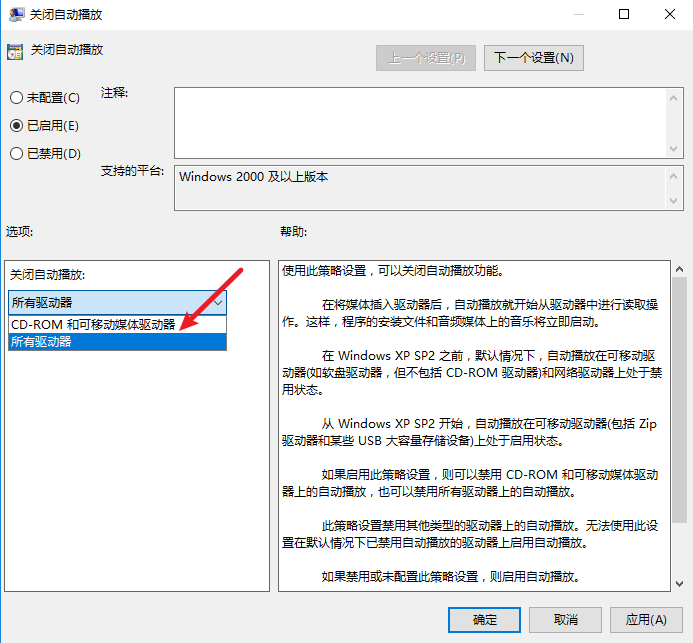 关闭自动播放
关闭自动播放
上一个设置(P)
下一个设置(N)
未配置(C)
注释:
已启用(E)
已禁用(D)
支持的平台:
Windows 2000 及以上版本
选项:
帮助:
关闭自动播放:
所有驱动器
CD-ROM 和可移动媒体驱动器
所有驱动器
使用此策略设置，可以关闭自动播放功能。
在将媒体插入驱动器后，自动播放就开始从驱动器中进行读取操
作。这样，程序的安装文件和音频媒体上的音乐将立即启动。
在 Windows XP SP2 之前，默认情况下，自动播放在可移动驱
动器(如软盘驱动器，但不包括 CD-ROM 驱动器)和网络驱动器上处于禁
用状态。
从 Windows XP SP2 开始，自动播放在可移动驱动器(包括 Zip
驱动器和某些 USB 大容量存储设备)上处于启用状态。
如果启用此策略设置，则可以禁用 CD-ROM 和可移动媒体驱动
器上的自动播放，也可以禁用所有驱动器上的自动播放。
此策略设置禁用其他类型的驱动器上的自动播放。无法使用此设
置在默认情况下已禁用自动播放的驱动器上启用自动播放。
如果禁用或未配置此策略设置，则启用自动播放。
确定
取消
应用(A)